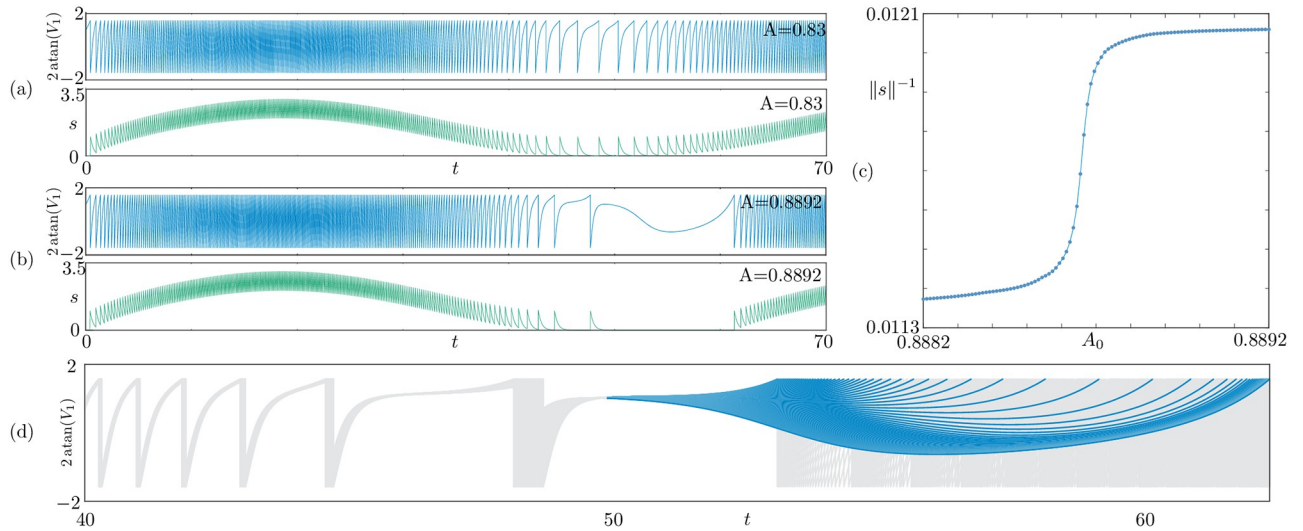 (a)
2 atan(V₁)
2
−2
A=0.83
3.5
s
0
A=0.83
0
t
70
(b)
2 atan(V₁)
2
−2
A=0.8892
3.5
s
0
A=0.8892
0
t
70
(c)
0.0121
‖s‖⁻¹
0.0113
0.8882
A₀
0.8892
(d)
2 atan(V₁)
2
−2
40
50
t
60